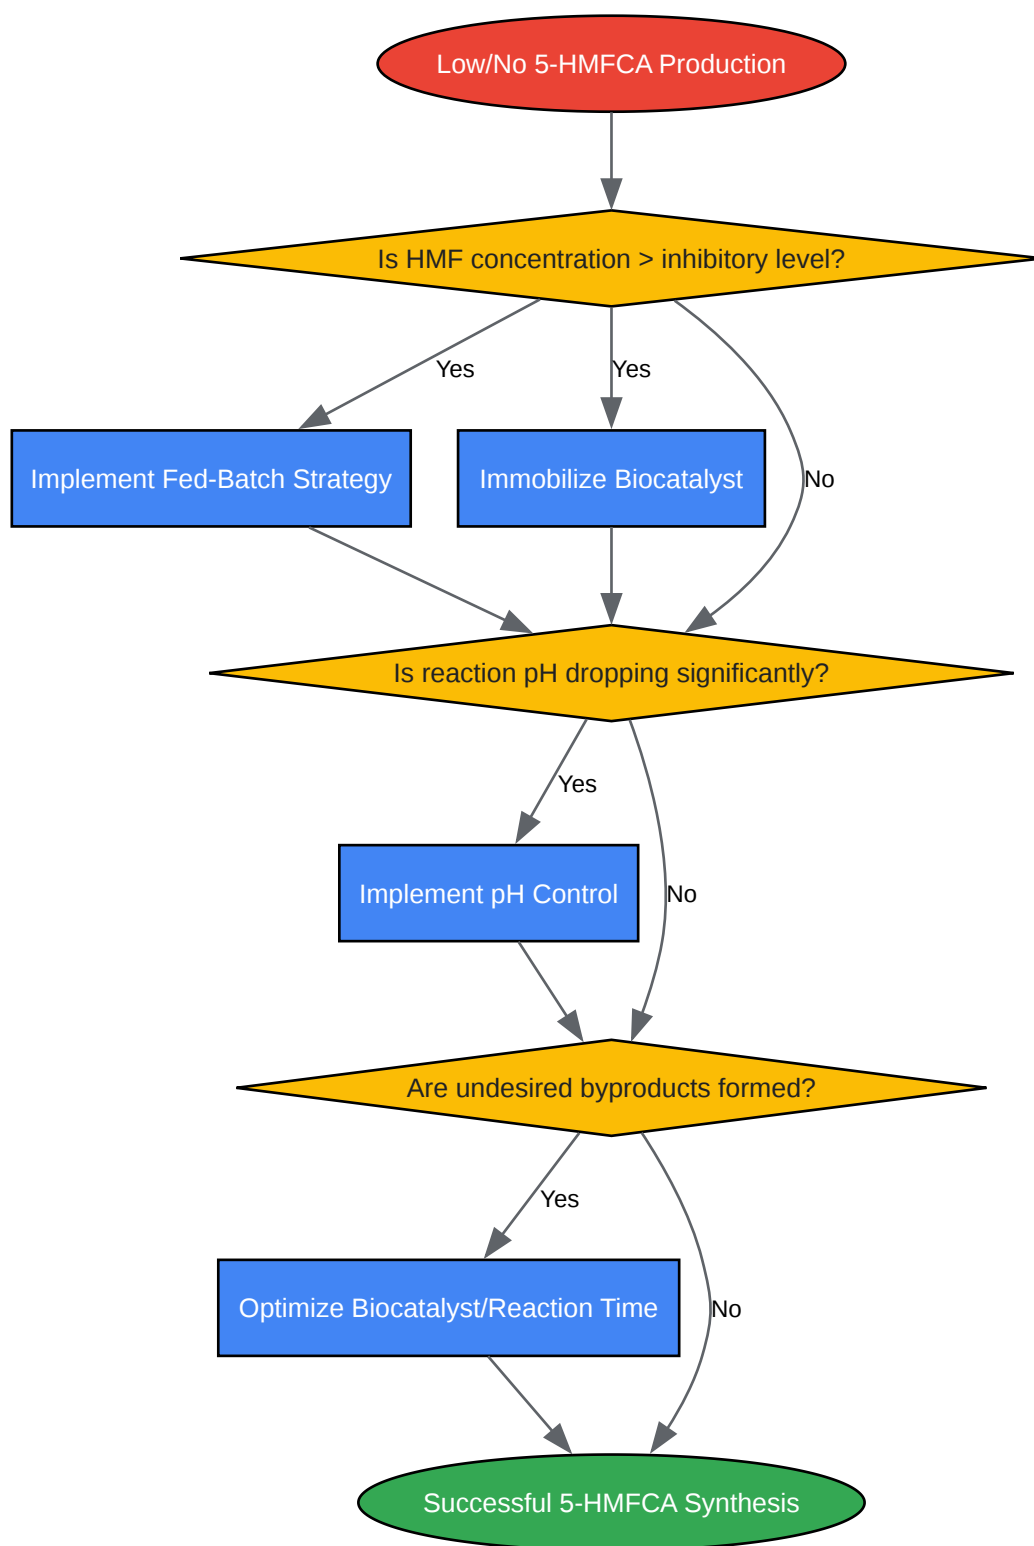 Low/No 5-HMFCA Production
Is HMF concentration > inhibitory level?
Yes
Yes
Implement Fed-Batch Strategy
Immobilize Biocatalyst
No
Is reaction pH dropping significantly?
Yes
Implement pH Control
No
Are undesired byproducts formed?
Yes
Optimize Biocatalyst/Reaction Time
No
Successful 5-HMFCA Synthesis